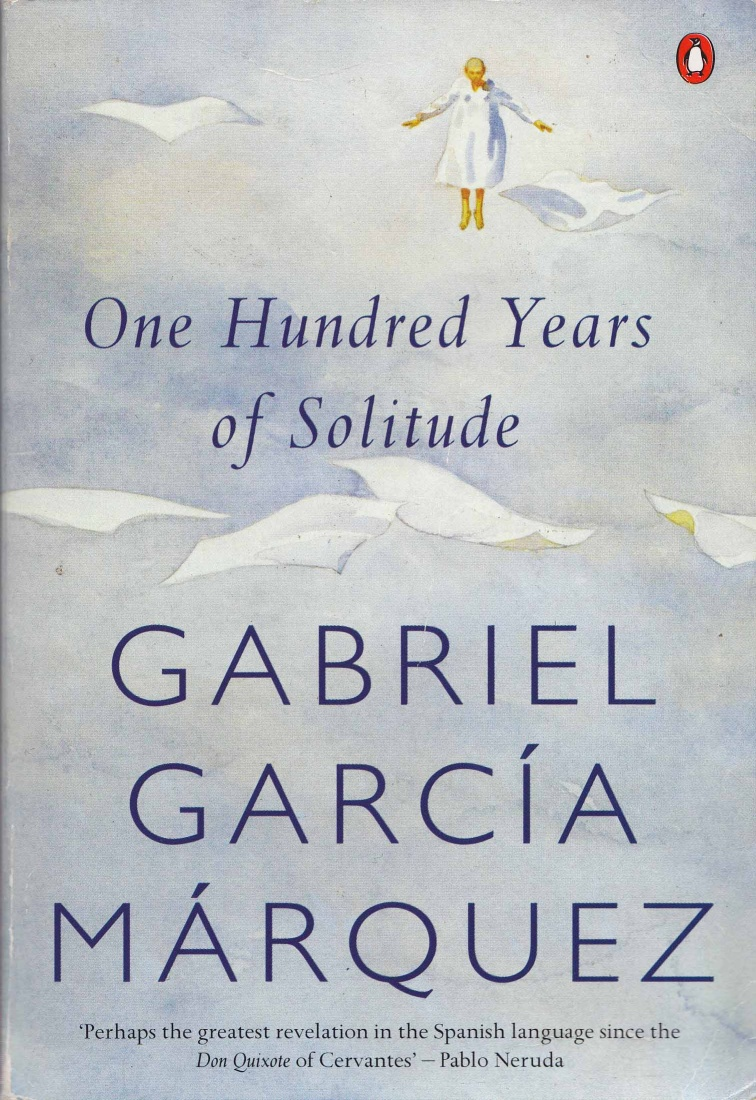 One Hundred Years
of Solitude
GABRIEL
GARCÍA
MÁRQUEZ
‘Perhaps the greatest revelation in the Spanish language since the
Don Quixote of Cervantes’ – Pablo Neruda